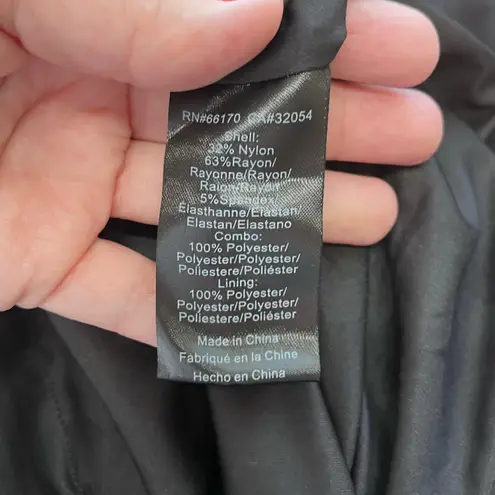 RN#66170 CA#32054
Shell:
32% Nylon
63%Rayon/
Rayonne/Rayon/
Raion/Rayon
5%Spandex/
Élasthanne/Elastan/
Elastan/Elastano
Combo:
100% Polyester/
Polyester/Polyester/
Poliestere/Poliéster
Lining:
100% Polyester/
Polyester/Polyester/
Poliestere/Poliéster
Made in China
Fabriqué en la Chine
Hecho en China